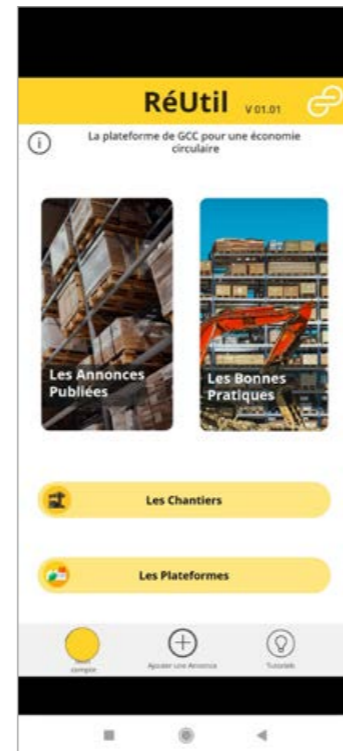 RéUtil V 01.01
La plateforme de GCC pour une économie
circulaire
Les Annonces
Publiées
Les Bonnes
Pratiques
Les Chantiers
Les Plateformes
compte
Ajouter une Annonce
Tutoriels